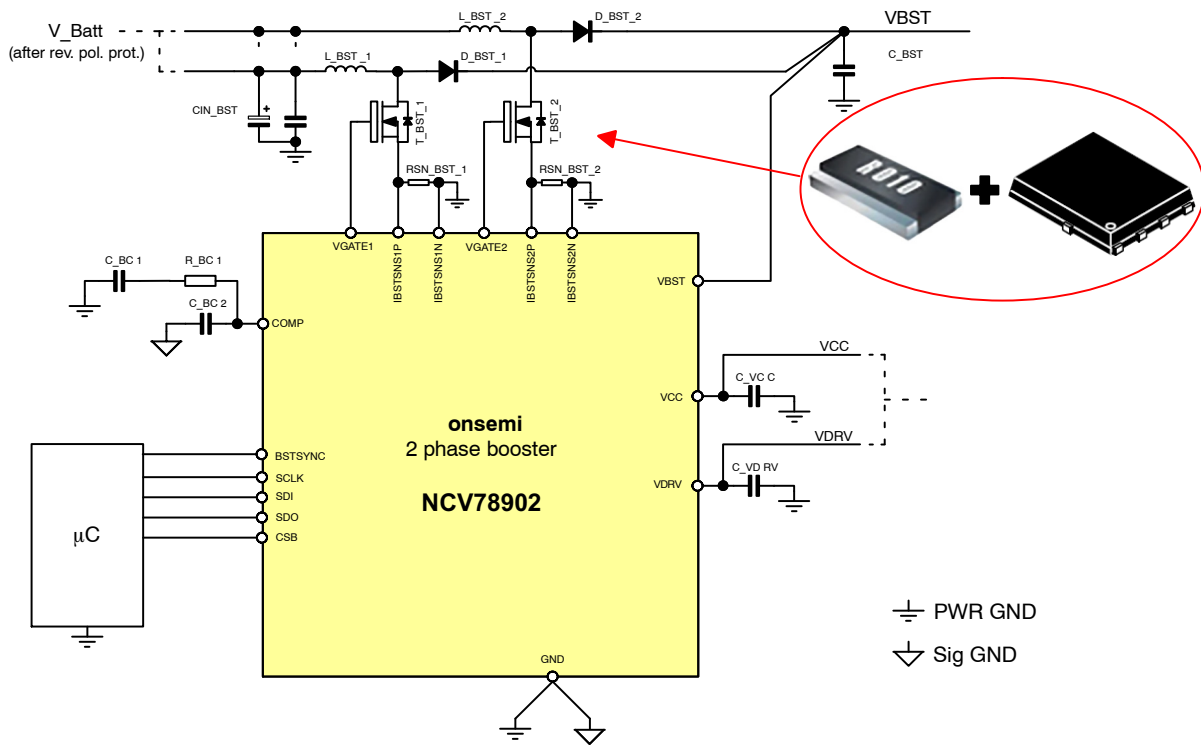 L_BST_2
D_BST_2
VBST
V_Batt
(after rev. pol. prot.)
C_BST
L_BST_1
D_BST_1
CIN_BST
+
T_BST_1
T_BST_2
R010
RSN_BST_1
RSN_BST_2
VGATE1
IBSTSNS1P
IBSTSNS1N
VGATE2
IBSTSNS2P
IBSTSNS2N
C_BC 1
R_BC 1
VBST
C_BC 2
COMP
VCC
C_VC C
VCC
onsemi
2 phase booster
VDRV
BSTSYNC
C_VD RV
SCLK
VDRV
SDI
NCV78902
SDO
μC
CSB
PWR GND
Sig GND
GND